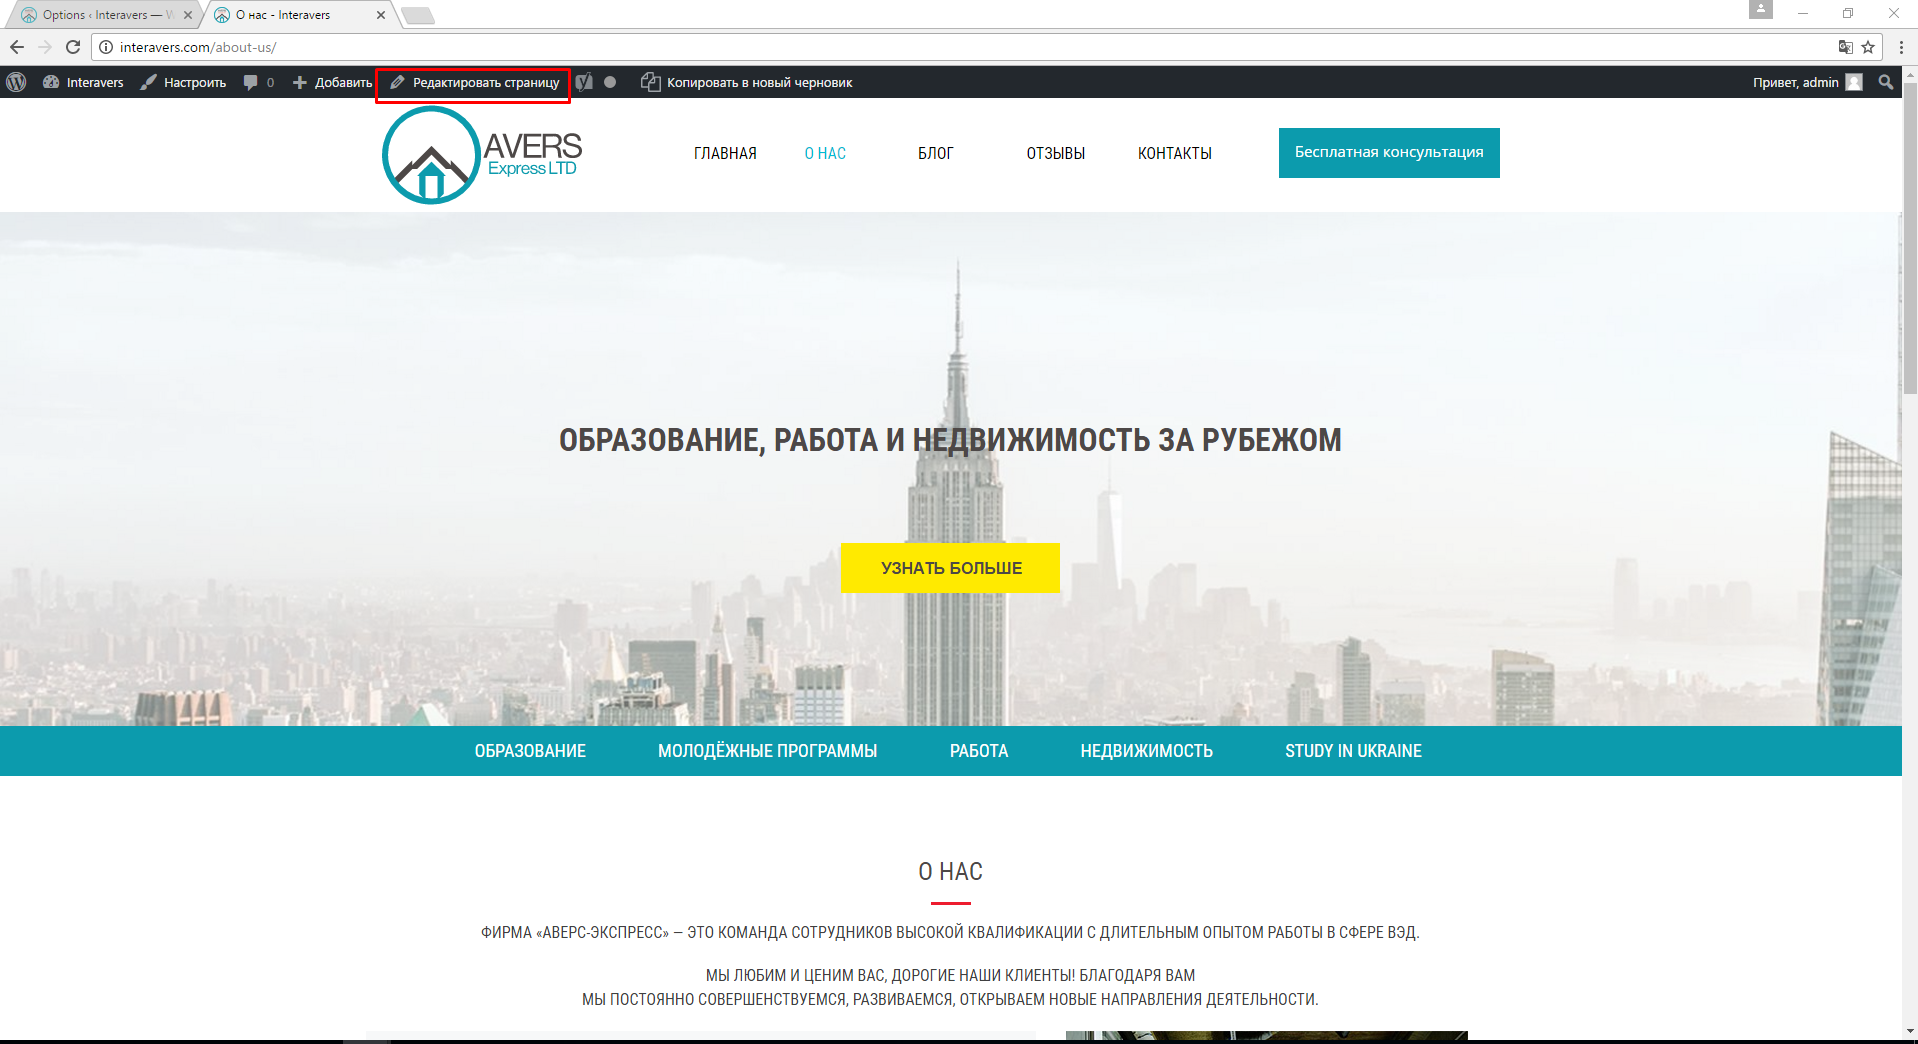 Options ‹ Interavers — W
О нас - Interavers
interavers.com/about-us/
Interavers Настроить 0 Добавить Редактировать страницу Копировать в новый черновик Привет, admin
AVERS
Express LTD
ГЛАВНАЯ О НАС БЛОГ ОТЗЫВЫ КОНТАКТЫ Бесплатная консультация
ОБРАЗОВАНИЕ, РАБОТА И НЕДВИЖИМОСТЬ ЗА РУБЕЖОМ
УЗНАТЬ БОЛЬШЕ
ОБРАЗОВАНИЕ МОЛОДЁЖНЫЕ ПРОГРАММЫ РАБОТА НЕДВИЖИМОСТЬ STUDY IN UKRAINE
О НАС
ФИРМА «АВЕРС-ЭКСПРЕСС» — ЭТО КОМАНДА СОТРУДНИКОВ ВЫСОКОЙ КВАЛИФИКАЦИИ С ДЛИТЕЛЬНЫМ ОПЫТОМ РАБОТЫ В СФЕРЕ ВЭД.
МЫ ЛЮБИМ И ЦЕНИМ ВАС, ДОРОГИЕ НАШИ КЛИЕНТЫ! БЛАГОДАРЯ ВАМ
МЫ ПОСТОЯННО СОВЕРШЕНСТВУЕМСЯ, РАЗВИВАЕМСЯ, ОТКРЫВАЕМ НОВЫЕ НАПРАВЛЕНИЯ ДЕЯТЕЛЬНОСТИ.